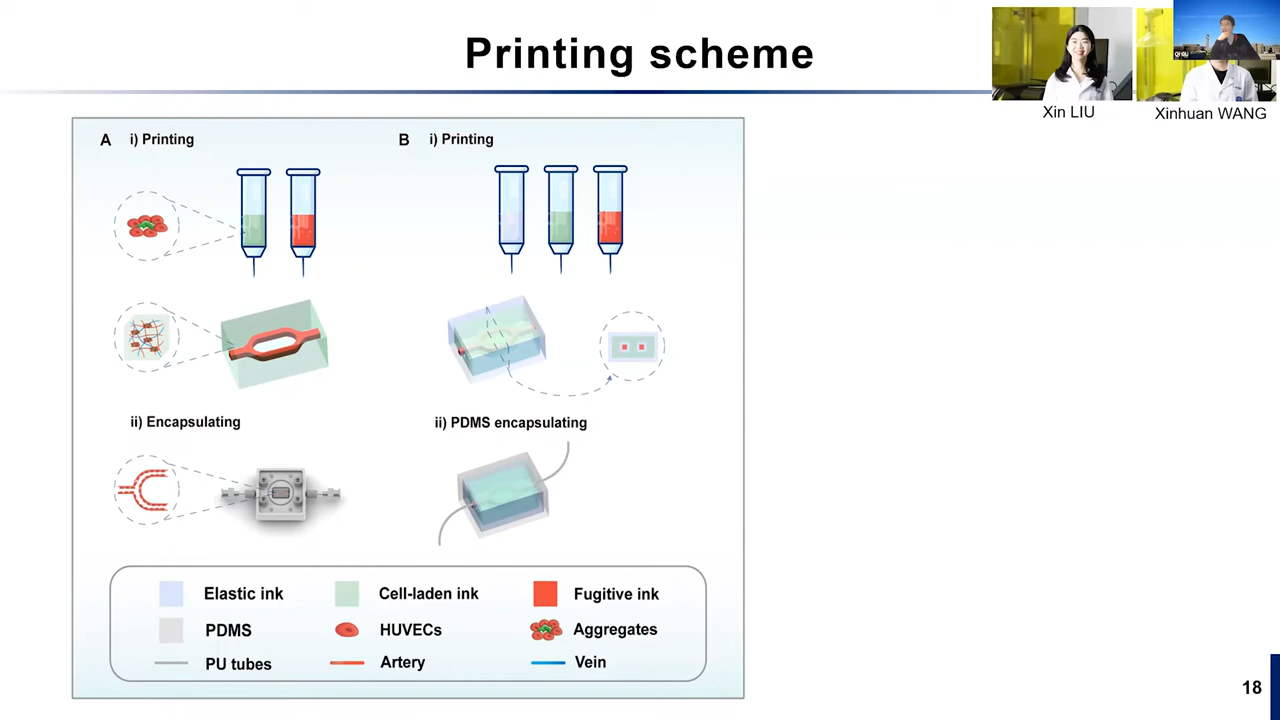 Printing scheme
Xin LIU
Xinhuan WANG
A i) Printing
B i) Printing
ii) Encapsulating
ii) PDMS encapsulating
Elastic ink
Cell-laden ink
Fugitive ink
PDMS
HUVECs
Aggregates
PU tubes
Artery
Vein
18